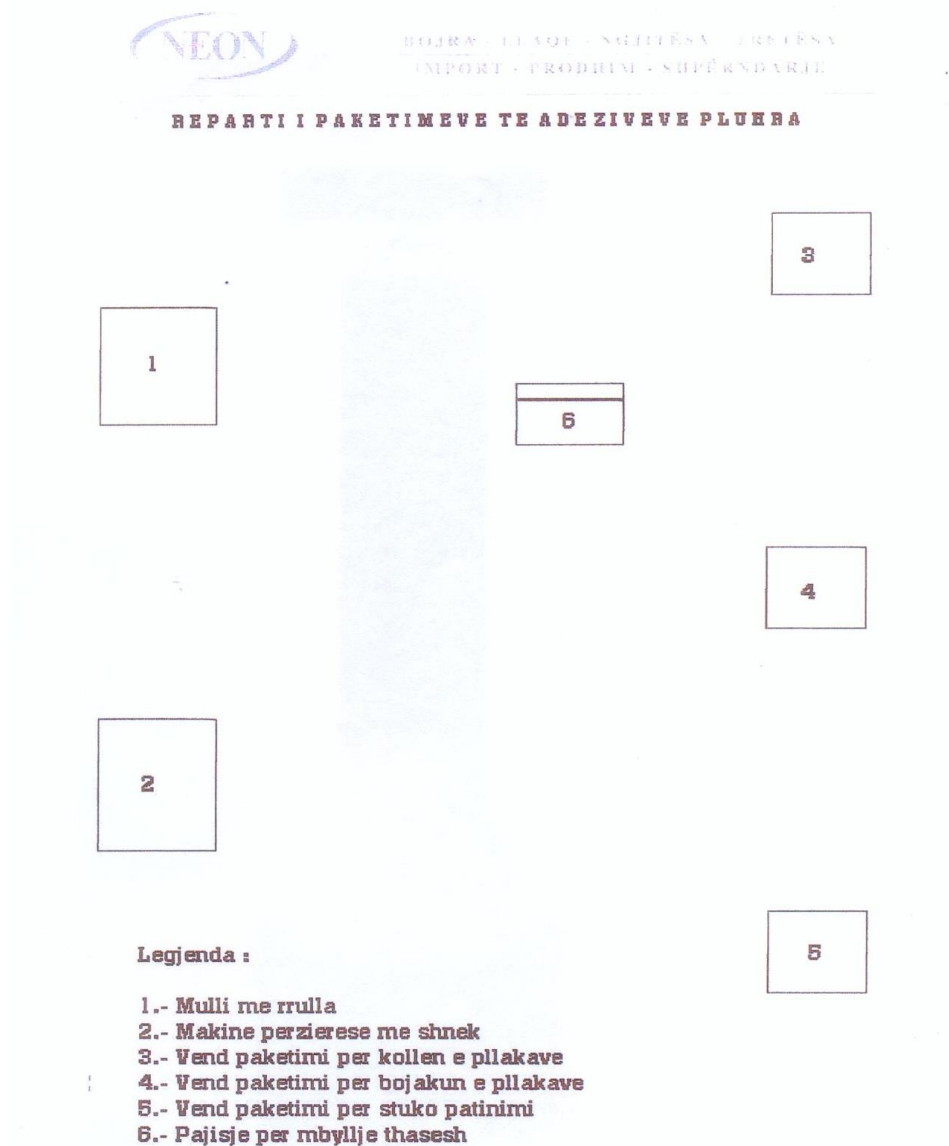 NEON
BOJRA - LLAQE - NGJITËSA - TRETËSA
IMPORT - PRODHIM - SHPËRNDARJE
REPARTI I PAKETIMEVE TE ADEZIVEVE PLUHRA
3
1
6
4
2
5
Legjenda :
1.- Mulli me rrulla
2.- Makine perzierese me shnek
3.- Vend paketimi per kollen e pllakave
4.- Vend paketimi per bojakun e pllakave
5.- Vend paketimi per stuko patinimi
6.- Pajisje per mbyllje thasesh